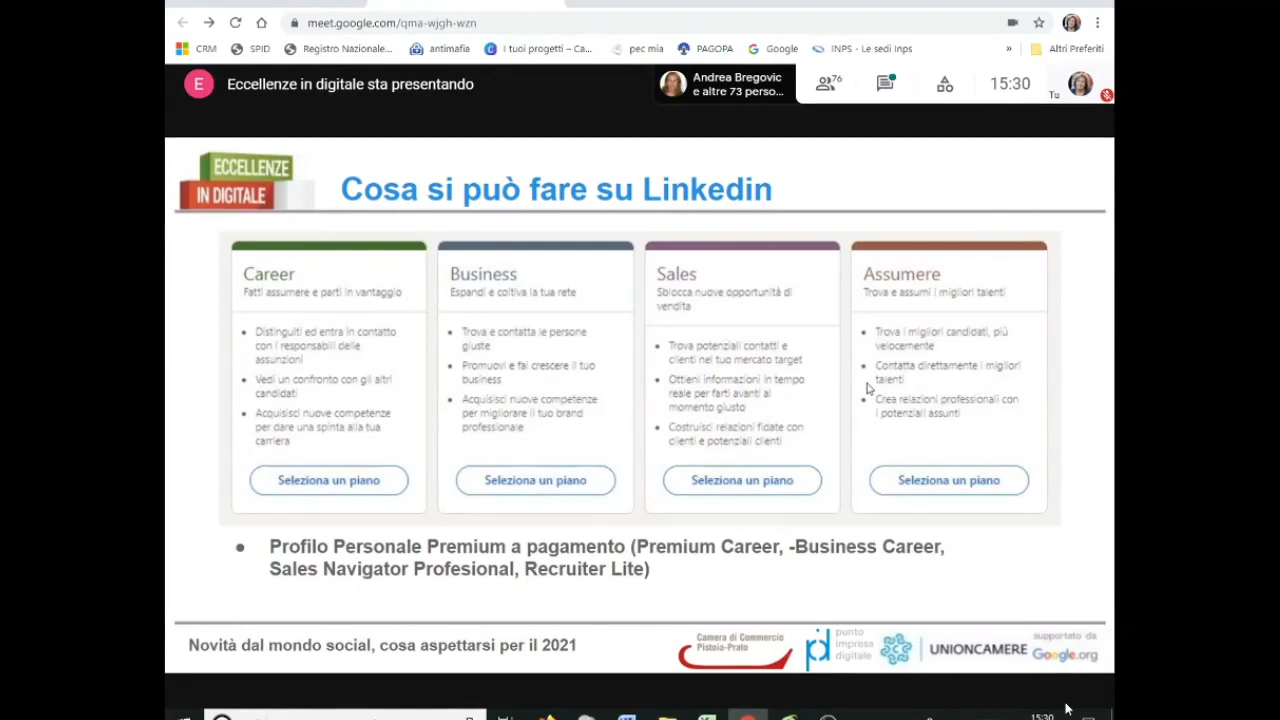 meet.google.com/qma-wjgh-wzn
CRM
SPID
Registro Nazionale...
antimafia
I tuoi progetti – Ca...
pec mia
PAGOPA
Google
INPS - Le sedi Inps
»
Altri Preferiti
E
Eccellenze in digitale sta presentando
Andrea Bregovic
e altre 73 perso...
76
15:30
Tu
ECCELLENZE
IN DIGITALE
Cosa si può fare su Linkedin
Career
Fatti assumere e parti in vantaggio
Distinguiti ed entra in contatto
con i responsabili delle
assunzioni
Vedi un confronto con gli altri
candidati
Acquisisci nuove competenze
per dare una spinta alla tua
carriera
Seleziona un piano
Business
Espandi e coltiva la tua rete
Trova e contatta le persone
giuste
Promuovi e fai crescere il tuo
business
Acquisisci nuove competenze
per migliorare il tuo brand
professionale
Seleziona un piano
Sales
Sblocca nuove opportunità di
vendita
Trova potenziali contatti e
clienti nel tuo mercato target
Ottieni informazioni in tempo
reale per farti avanti al
momento giusto
Costruisci relazioni fidate con
clienti e potenziali clienti
Seleziona un piano
Assumere
Trova e assumi i migliori talenti
Trova i migliori candidati, più
velocemente
Contatta direttamente i migliori
talenti
Crea relazioni professionali con
i potenziali assunti
Seleziona un piano
● Profilo Personale Premium a pagamento (Premium Career, -Business Career,
Sales Navigator Profesional, Recruiter Lite)
Novità dal mondo social, cosa aspettarsi per il 2021
Camera di Commercio
Pistoia-Prato
punto
impresa
digitale
UNIONCAMERE
supportato da
Google.org
15:30